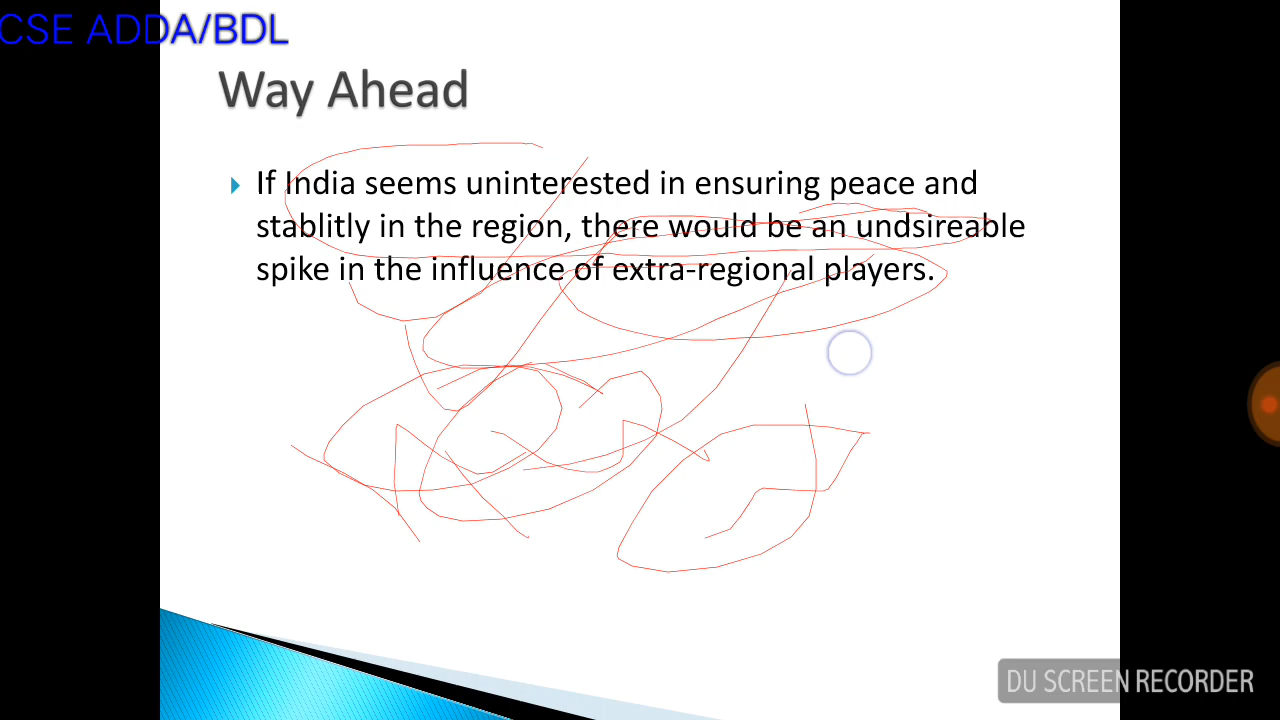 CSE ADDA/BDL
Way Ahead
If India seems uninterested in ensuring peace and
stablitly in the region, there would be an undsireable
spike in the influence of extra-regional players.
DU SCREEN RECORDER